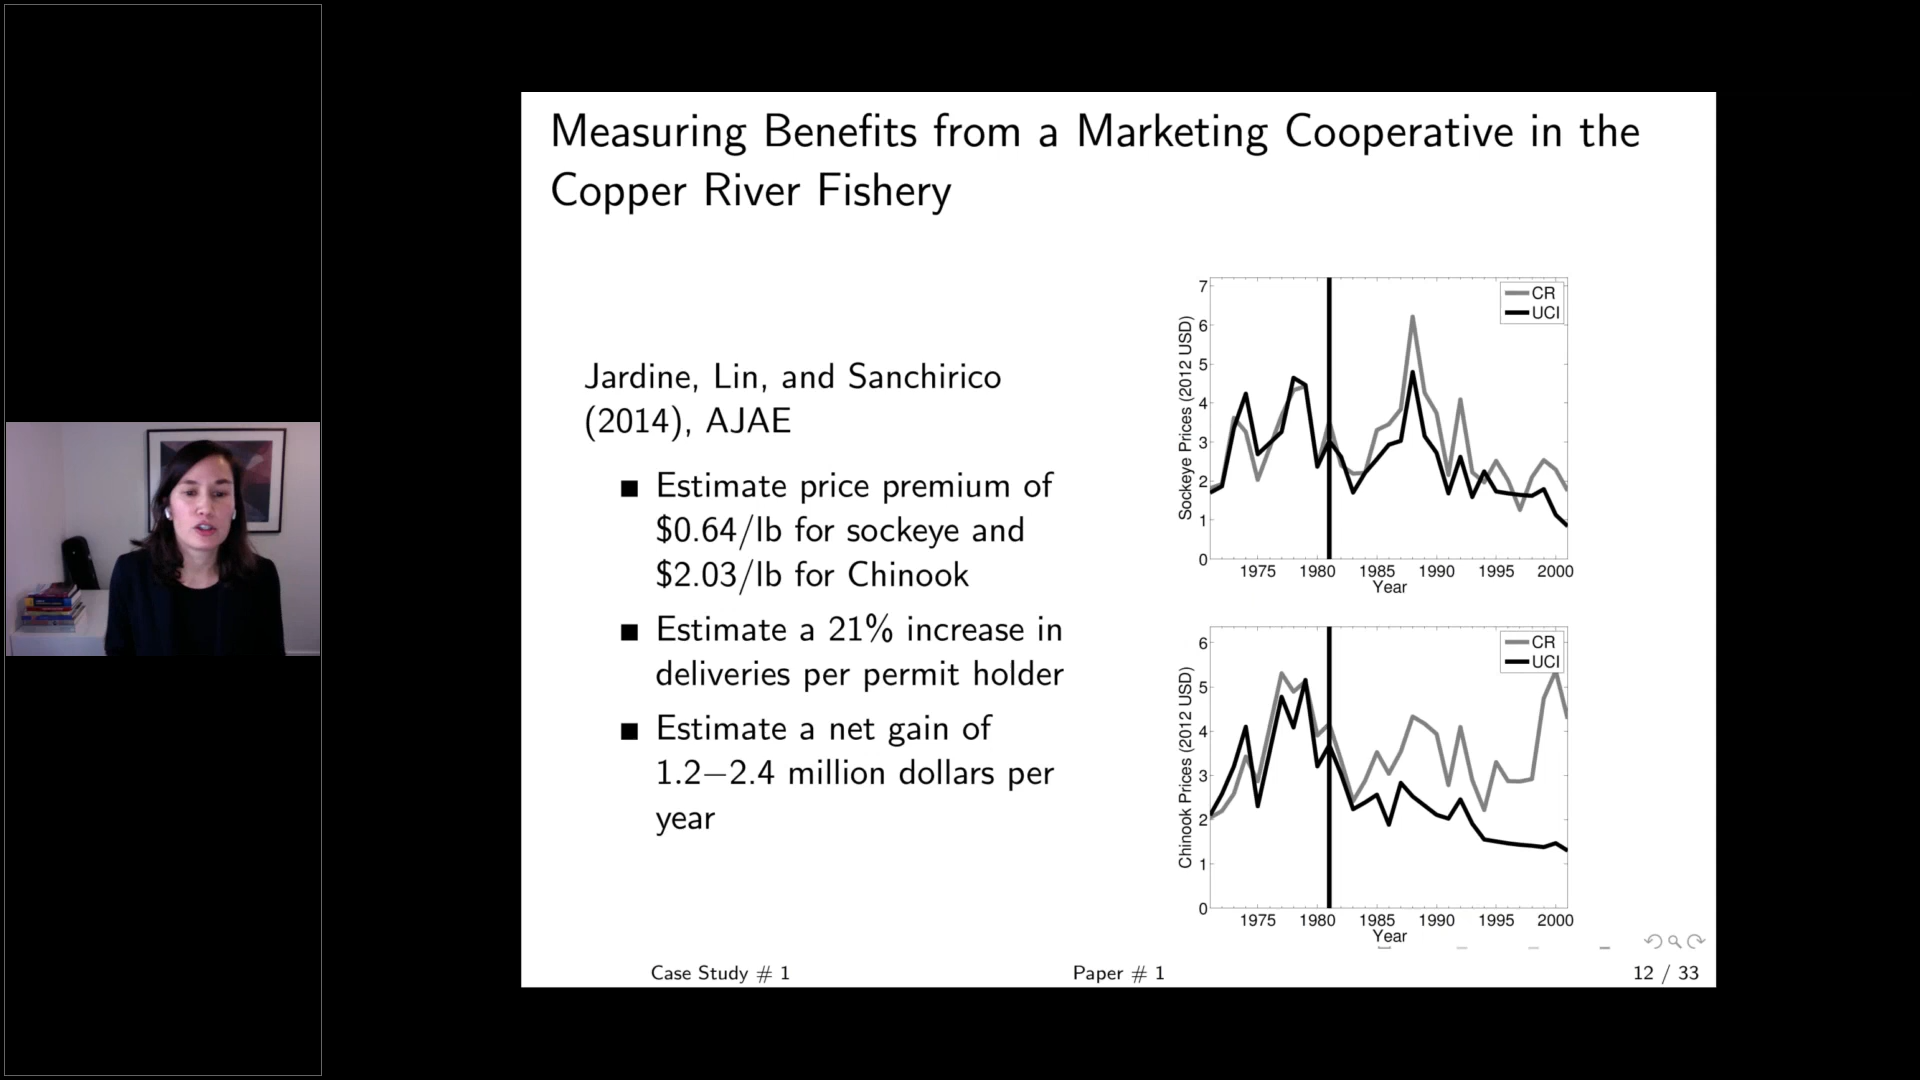 Measuring Benefits from a Marketing Cooperative in the
Copper River Fishery
Jardine, Lin, and Sanchirico
(2014), AJAE
Estimate price premium of
$0.64/lb for sockeye and
$2.03/lb for Chinook
Estimate a 21% increase in
deliveries per permit holder
Estimate a net gain of
1.2–2.4 million dollars per
year
Sockeye Prices (2012 USD)
7
6
5
4
3
2
1
0
CR
UCI
1975 1980 1985 1990 1995 2000
Year
Chinook Prices (2012 USD)
6
5
4
3
2
1
0
CR
UCI
1975 1980 1985 1990 1995 2000
Year
Case Study # 1 Paper # 1 12 / 33